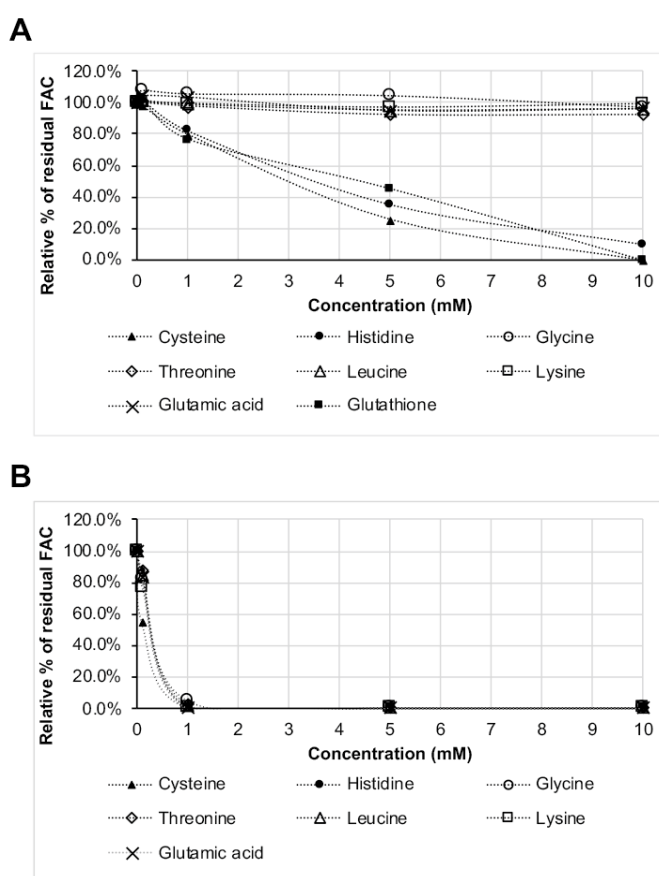 A
Relative % of residual FAC
120.0%
100.0%
80.0%
60.0%
40.0%
20.0%
0.0%
0 1 2 3 4 5 6 7 8 9 10
Concentration (mM)
Cysteine Histidine Glycine
Threonine Leucine Lysine
Glutamic acid Glutathione
B
Relative % of residual FAC
120.0%
100.0%
80.0%
60.0%
40.0%
20.0%
0.0%
0 1 2 3 4 5 6 7 8 9 10
Concentration (mM)
Cysteine Histidine Glycine
Threonine Leucine Lysine
Glutamic acid